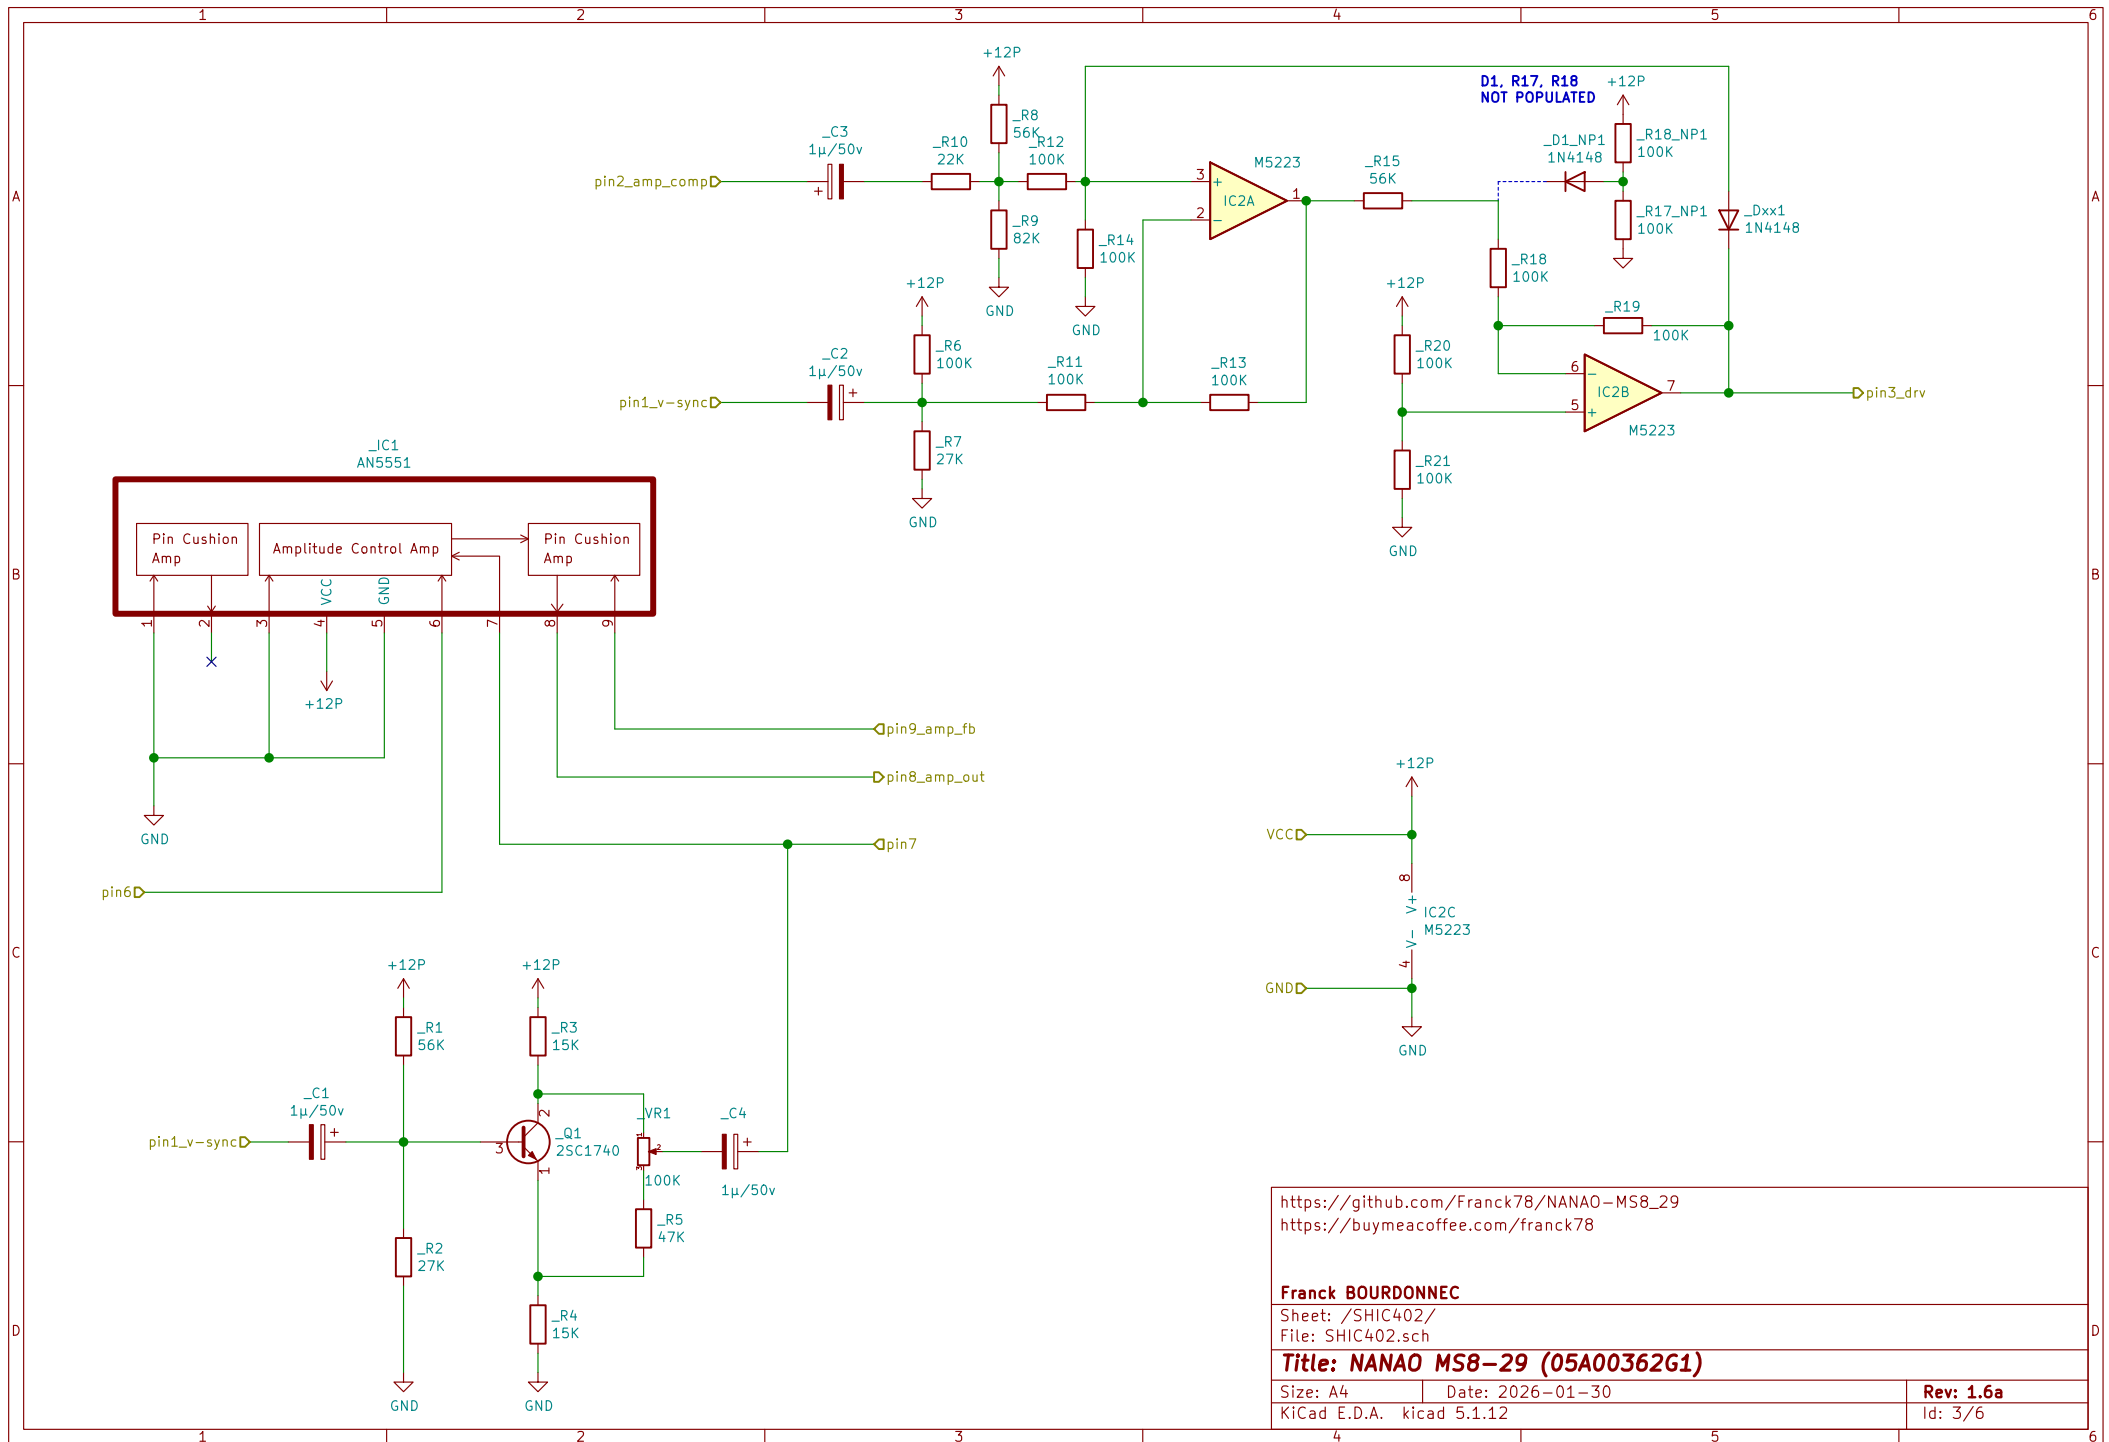 1 2 3 4 5 6
A
B
C
D
A
B
C
D
1 2 3 4 5 6
+12P
_R8
56K
_C3
1µ/50v
+
pin2_amp_comp
_R10
22K
_R12
100K
_R9
82K
GND
_R14
100K
GND
3
+
2
−
IC2A
M5223
1
_R15
56K
D1, R17, R18
NOT POPULATED
+12P
_R18_NP1
100K
_D1_NP1
1N4148
_R17_NP1
100K
_Dxx1
1N4148
_R18
100K
_R19
100K
+12P
_R20
100K
_R21
100K
GND
6
−
5
+
IC2B
M5223
7
pin3_drv
+12P
_R6
100K
_C2
1µ/50v
+
pin1_v-sync
_R7
27K
GND
_R11
100K
_R13
100K
_IC1
AN5551
Pin Cushion
Amp
Amplitude Control Amp
Pin Cushion
Amp
VCC
GND
1 2 3 4 5 6 7 8 9
+12P
GND
pin9_amp_fb
pin8_amp_out
pin7
pin6
+12P
VCC
8
V+
IC2C
M5223
V-
4
GND
GND
+12P
_R1
56K
+12P
_R3
15K
_C1
1µ/50v
+
pin1_v-sync
3
2
1
_Q1
2SC1740
_VR1
1
2
3
100K
_C4
+
1µ/50v
_R5
47K
_R2
27K
_R4
15K
GND
GND
https://github.com/Franck78/NANAO-MS8_29
https://buymeacoffee.com/franck78
Franck BOURDONNEC
Sheet: /SHIC402/
File: SHIC402.sch
Title: NANAO MS8-29 (05A00362G1)
Size: A4 Date: 2026-01-30 Rev: 1.6a
KiCad E.D.A. kicad 5.1.12 Id: 3/6